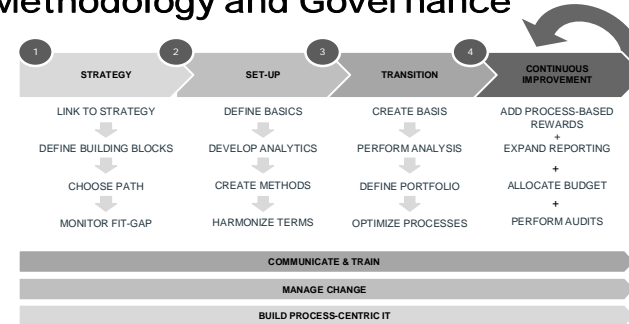 Methodology and Governance
1
2
3
4
STRATEGY
SET-UP
TRANSITION
CONTINUOUS
IMPROVEMENT
LINK TO STRATEGY
DEFINE BUILDING BLOCKS
CHOOSE PATH
MONITOR FIT-GAP
DEFINE BASICS
DEVELOP ANALYTICS
CREATE METHODS
HARMONIZE TERMS
CREATE BASIS
PERFORM ANALYSIS
DEFINE PORTFOLIO
OPTIMIZE PROCESSES
ADD PROCESS-BASED
REWARDS
+
EXPAND REPORTING
+
ALLOCATE BUDGET
+
PERFORM AUDITS
COMMUNICATE & TRAIN
MANAGE CHANGE
BUILD PROCESS-CENTRIC IT